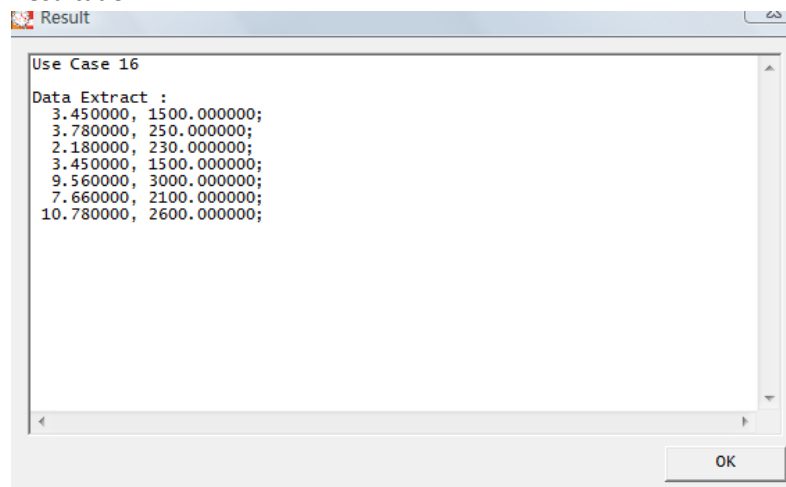 Result
Use Case 16
Data Extract :
3.450000, 1500.000000;
3.780000, 250.000000;
2.180000, 230.000000;
3.450000, 1500.000000;
9.560000, 3000.000000;
7.660000, 2100.000000;
10.780000, 2600.000000;
OK